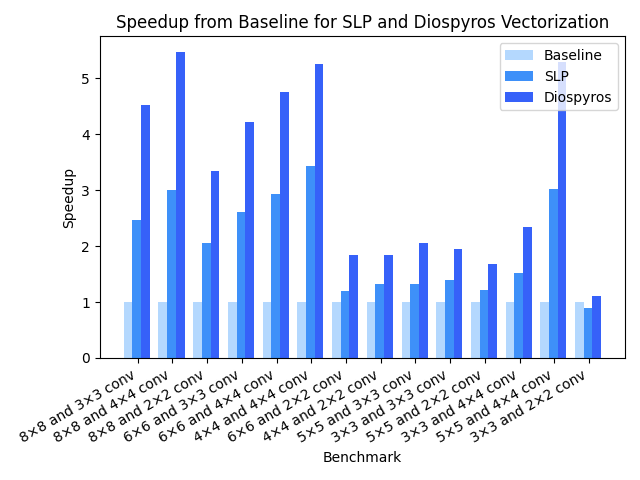 Speedup from Baseline for SLP and Diospyros Vectorization
Baseline
SLP
Diospyros
Speedup
5
4
3
2
1
0
8×8 and 3×3 conv
8×8 and 4×4 conv
8×8 and 2×2 conv
6×6 and 3×3 conv
6×6 and 4×4 conv
4×4 and 4×4 conv
6×6 and 2×2 conv
4×4 and 2×2 conv
5×5 and 3×3 conv
3×3 and 3×3 conv
5×5 and 2×2 conv
3×3 and 4×4 conv
5×5 and 4×4 conv
3×3 and 2×2 conv
Benchmark